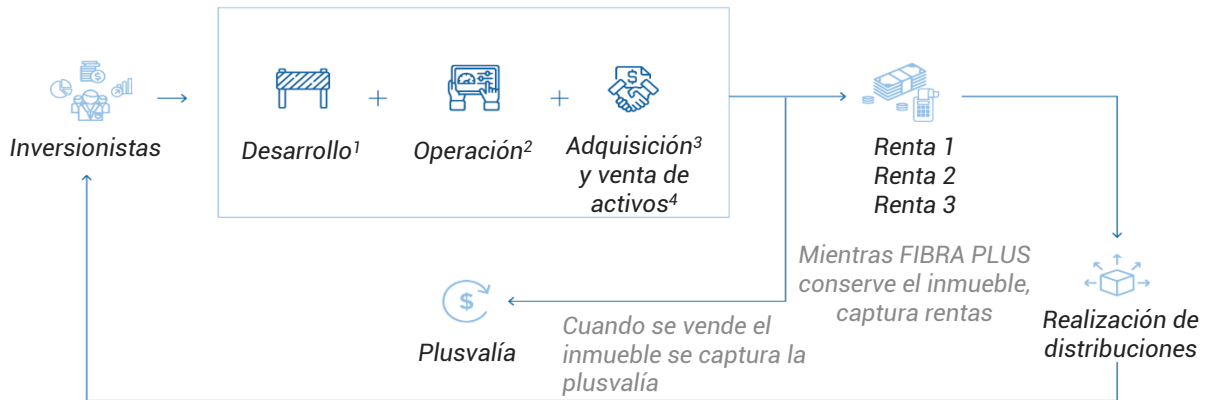 Inversionistas
Desarrollo¹
Operación²
Adquisición³
y venta de
activos⁴
Renta 1
Renta 2
Renta 3
Mientras FIBRA PLUS
conserve el inmueble,
captura rentas
Plusvalía
Cuando se vende el
inmueble se captura la
plusvalía
Realización de
distribuciones